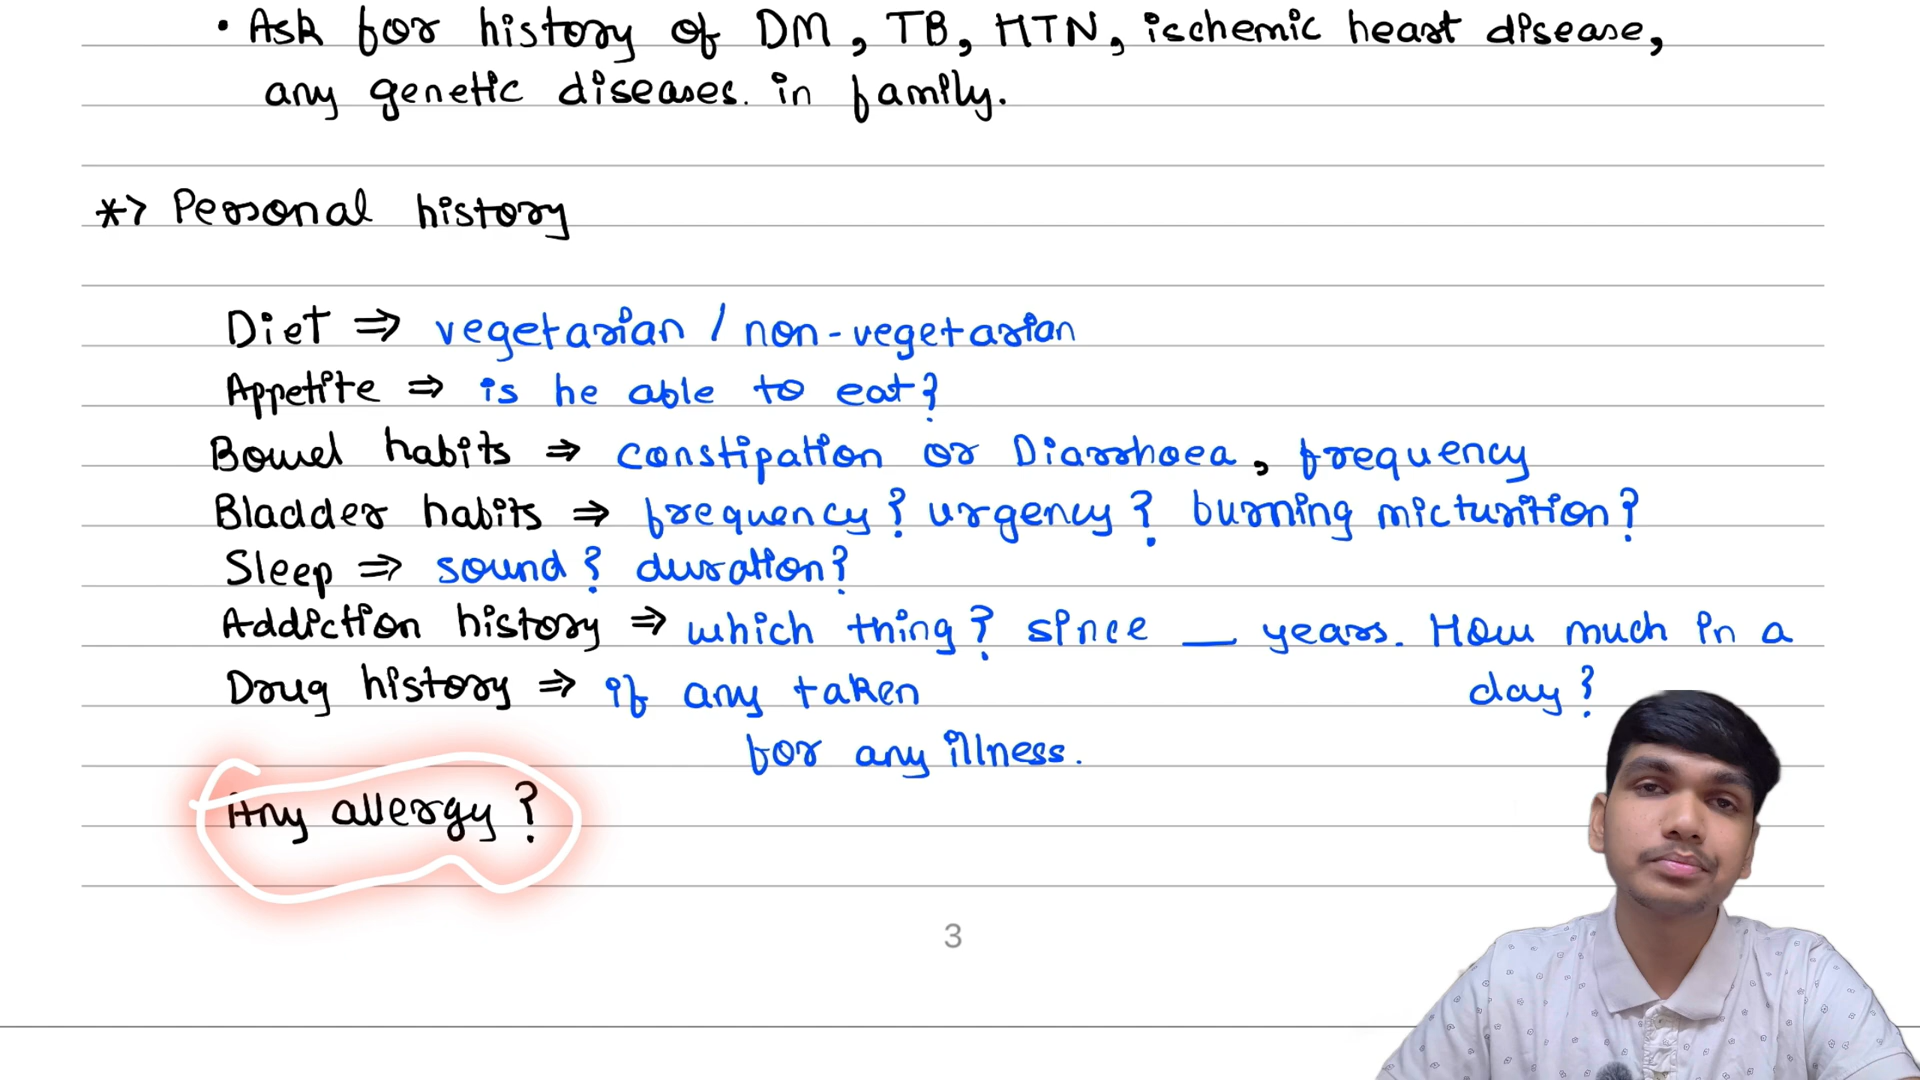 • Ask for history of DM, TB, HTN, ischemic heart disease,
any genetic diseases. in family.
*> Personal history
Diet ⇒ vegetarian / non-vegetarian
Appetite ⇒ is he able to eat?
Bowel habits ⇒ constipation or Diarrhoea, frequency
Bladder habits ⇒ frequency? urgency? burning micturition?
Sleep ⇒ sound? duration?
Addiction history ⇒ which thing? since __ years. How much in a
day?
Drug history ⇒ if any taken
for any illness.
Any allergy?
3